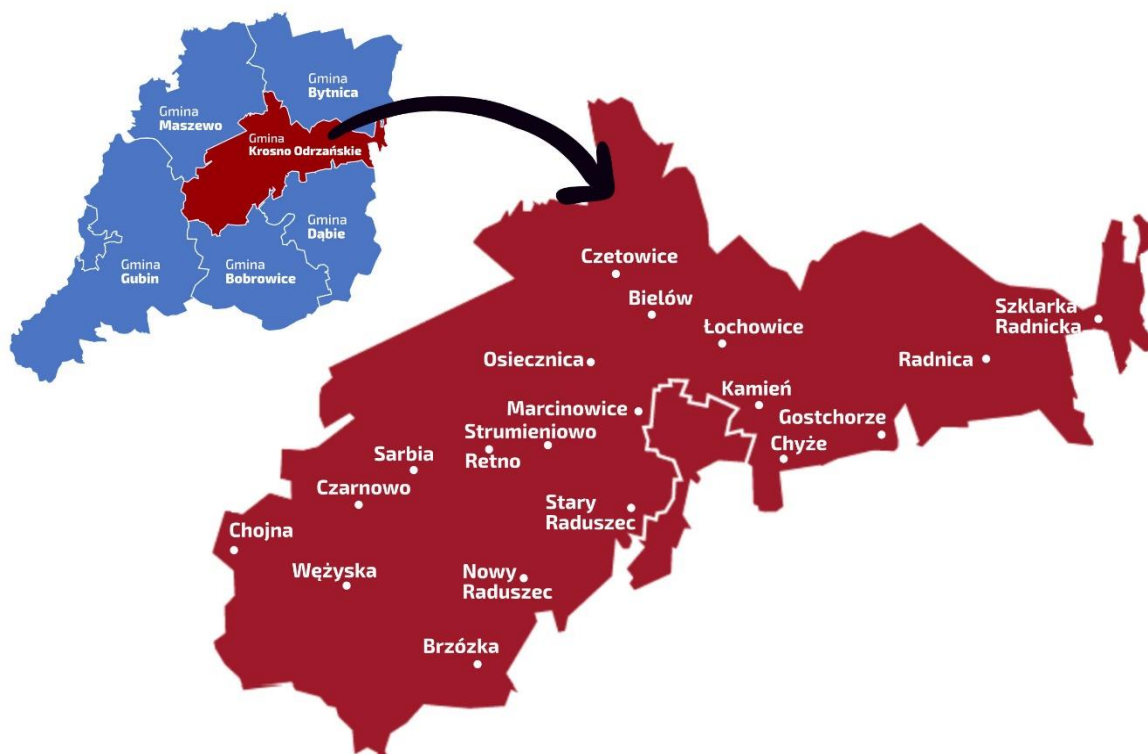 Gmina
Bytnica
Gmina
Maszewo
Gmina
Krosno Odrzańskie
Gmina
Dąbie
Gmina
Gubin
Gmina
Bobrowice
Czetowice
Bielów
Łochowice
Szklarka
Radnicka
Osiecznica
Radnica
Kamień
Marcinowice
Gostchorze
Strumieniowo
Chyże
Retno
Sarbia
Czarnowo
Stary
Raduszec
Chojna
Wężyska
Nowy
Raduszec
Brzózka